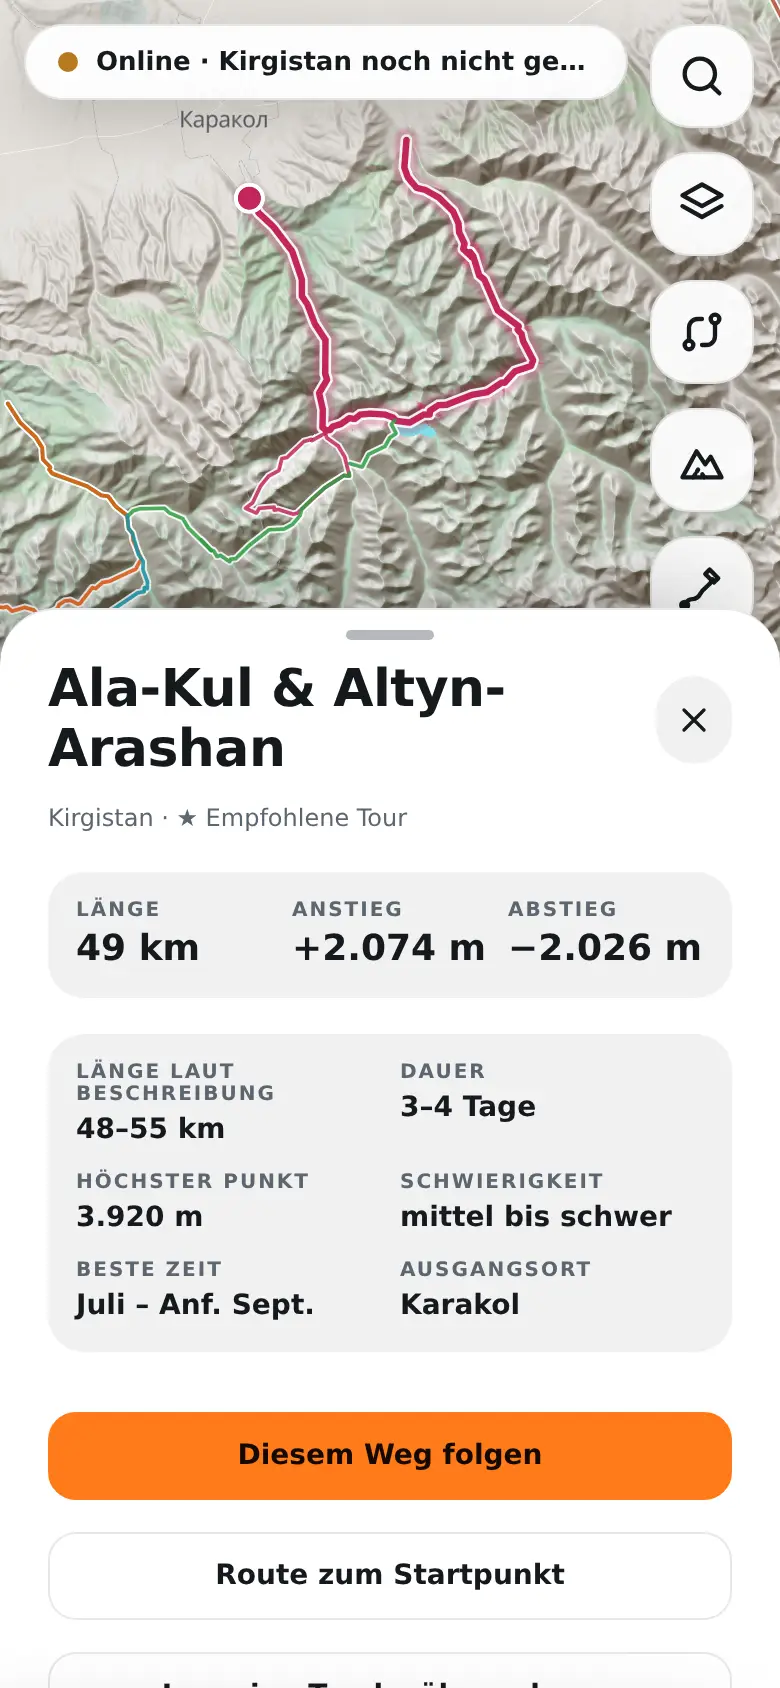 Online · Kirgistan noch nicht ge...
Каракол
Ala-Kul & Altyn-
Arashan
Kirgistan · ★ Empfohlene Tour
LÄNGE
49 km
ANSTIEG
+2.074 m
ABSTIEG
−2.026 m
LÄNGE LAUT
BESCHREIBUNG
48–55 km
DAUER
3–4 Tage
HÖCHSTER PUNKT
3.920 m
SCHWIERIGKEIT
mittel bis schwer
BESTE ZEIT
Juli – Anf. Sept.
AUSGANGSORT
Karakol
Diesem Weg folgen
Route zum Startpunkt